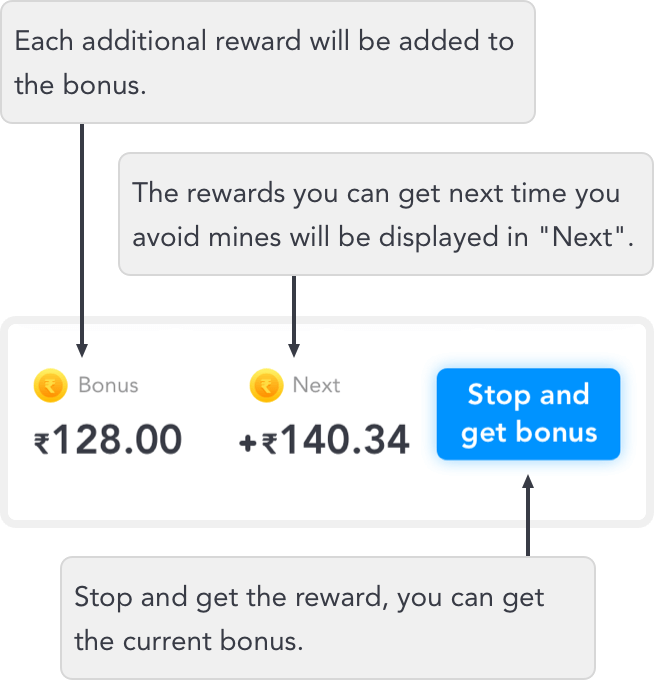 Each additional reward will be added to
the bonus.
The rewards you can get next time you
avoid mines will be displayed in "Next".
Bonus
Next
₹128.00
+₹140.34
Stop and
get bonus
Stop and get the reward, you can get
the current bonus.